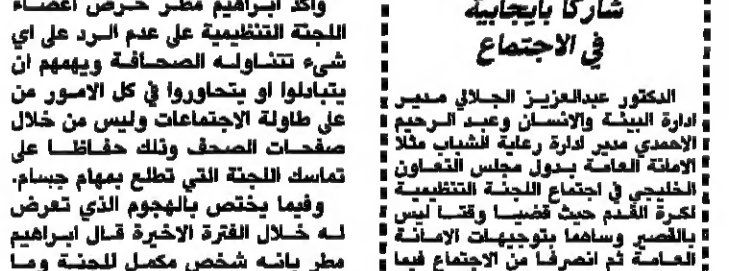 شاركا بايجابية
في الاجتماع
الدكتور عبدالعزيز الجلالي مدير
ادارة البيئة والإنسان وعبد الرحيم
الاحمدي مدير ادارة رعاية الشباب مثلا
الامانة العامة بدول مجلس التعاون
الخليجي في اجتماع اللجنة التنظيمية
لكرة القدم حيث قضيا وقتا ليس
بالقصير وساهما بتوجيهات الامانة
العامة ثم انصرفا من الاجتماع فيما
واكد ابراهيم مطر حرص اعضاء
اللجنة التنظيمية على عدم الرد على اي
شيء تتناوله الصحافة ويهمهم ان
يتبادلوا او يتحاوروا في كل الامور من
على طاولة الاجتماعات وليس من خلال
صفحات الصحف وذلك حفاظا على
تماسك اللجنة التي تطلع بمهام جسام.
وفيما يختص بالهجوم الذي تعرض
له خلال الفترة الاخيرة قال ابراهيم
مطر بانه شخص مكمل للجنة وما